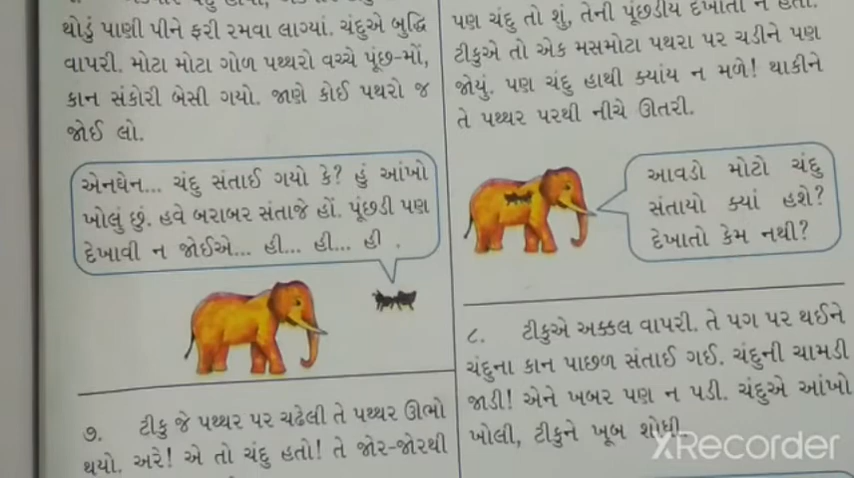 થોડું પાણી પીને ફરી રમવા લાગ્યાં. ચંદુએ બુદ્ધિ
વાપરી. મોટા મોટા ગોળ પથ્થરો વચ્ચે પૂંછ-મોં,
કાન સંકોરી બેસી ગયો. જાણે કોઈ પથરો જ
જોઈ લો.
એનઘેન... ચંદુ સંતાઈ ગયો કે? હું આંખો
ખોલું છું. હવે બરાબર સંતાજે હોં. પૂંછડી પણ
દેખાવી ન જોઈએ... હી... હી... હી .
૭. ટીકુ જે પથ્થર પર ચઢેલી તે પથ્થર ઊભો
થયો. અરે! એ તો ચંદુ હતો! તે જોર-જોરથી
પણ ચંદુ તો શું, તેની પૂંછડીય દેખાતી ન હતી.
ટીકુએ તો એક મસમોટા પથરા પર ચડીને પણ
જોયું. પણ ચંદુ હાથી ક્યાંય ન મળે! થાકીને
તે પથ્થર પરથી નીચે ઊતરી.
આવડો મોટો ચંદુ
સંતાયો ક્યાં હશે?
દેખાતો કેમ નથી?
૮. ટીકુએ અક્કલ વાપરી. તે પગ પર થઈને
ચંદુના કાન પાછળ સંતાઈ ગઈ. ચંદુની ચામડી
જાડી! એને ખબર પણ ન પડી. ચંદુએ આંખો
ખોલી, ટીકુને ખૂબ શોધી
XRecorder